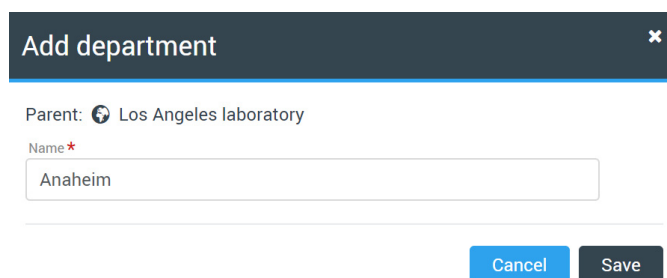 Add department
Parent: Los Angeles laboratory
Name*
Anaheim
Cancel Save